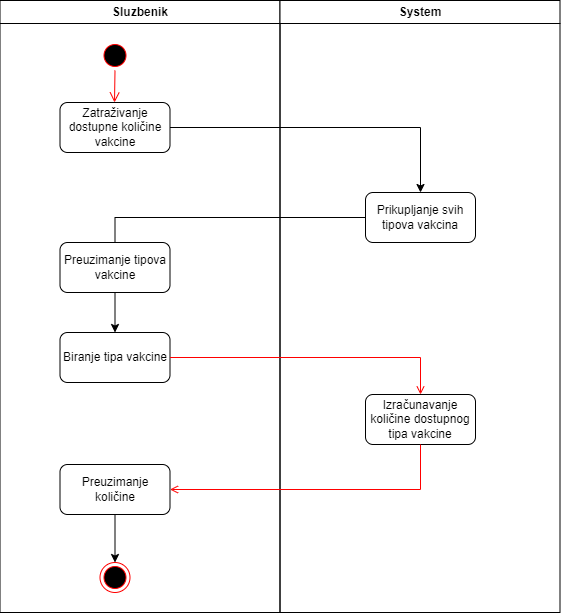 Sluzbenik
System
Zatraživanje
dostupne količine
vakcine
Prikupljanje svih
tipova vakcina
Preuzimanje tipova
vakcine
Biranje tipa vakcine
Izračunavanje
količine dostupnog
tipa vakcine
Preuzimanje
količine